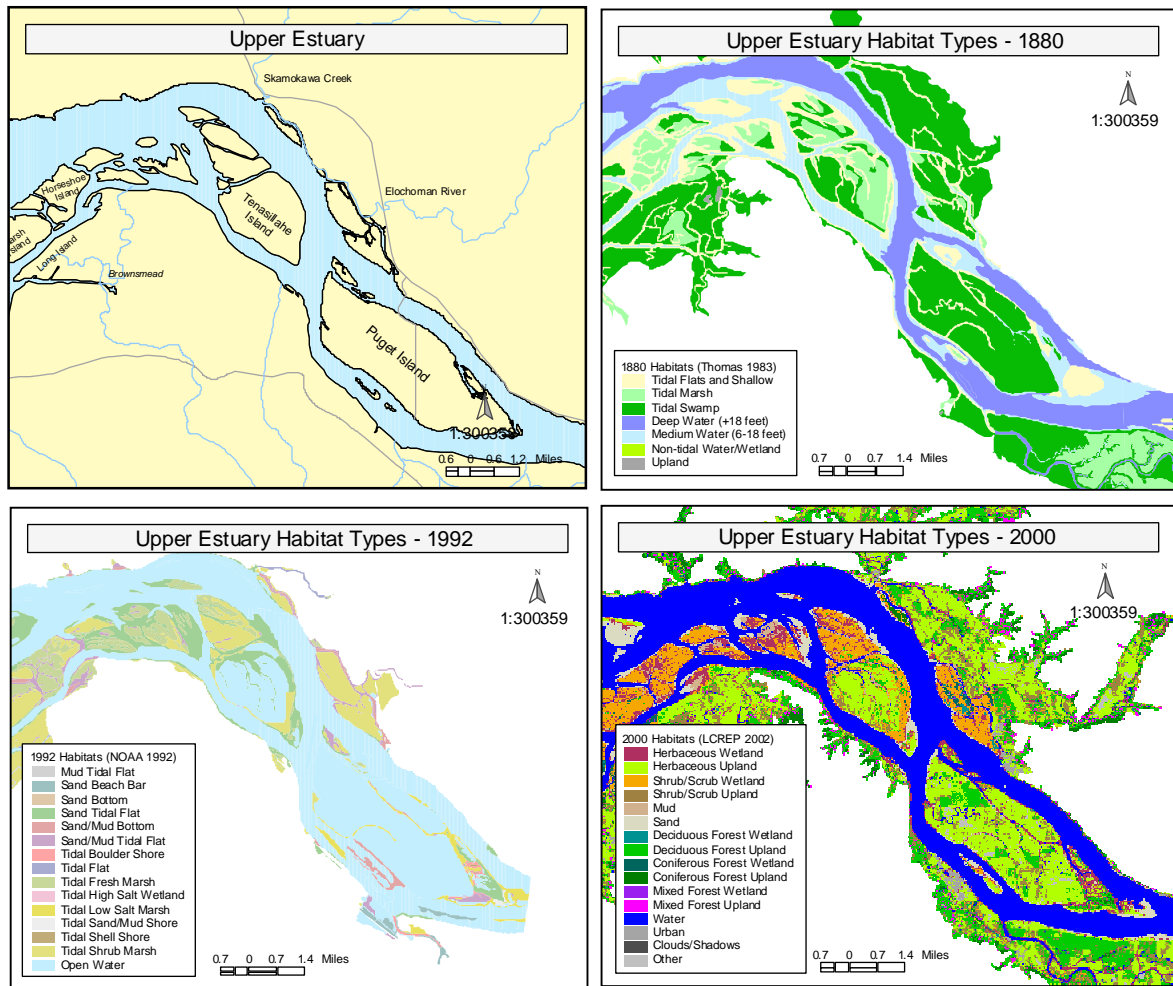 Upper Estuary
Skamokawa Creek
Elochoman River
Horseshoe
Island
Tenasillahe
Island
Long Island
Brownsmead
Puget Island
1:300359
0.6 0 0.6 1.2 Miles
Upper Estuary Habitat Types - 1880
N
1:300359
1880 Habitats (Thomas 1983)
Tidal Flats and Shallow
Tidal Marsh
Tidal Swamp
Deep Water (+18 feet)
Medium Water (6-18 feet)
Non-tidal Water/Wetland
Upland
0.7 0 0.7 1.4 Miles
Upper Estuary Habitat Types - 1992
N
1:300359
1992 Habitats (NOAA 1992)
Mud Tidal Flat
Sand Beach Bar
Sand Bottom
Sand Tidal Flat
Sand/Mud Bottom
Sand/Mud Tidal Flat
Tidal Boulder Shore
Tidal Flat
Tidal Fresh Marsh
Tidal High Salt Wetland
Tidal Low Salt Marsh
Tidal Sand/Mud Shore
Tidal Shell Shore
Tidal Shrub Marsh
Open Water
0.7 0 0.7 1.4 Miles
Upper Estuary Habitat Types - 2000
N
1:300359
2000 Habitats (LCREP 2002)
Herbaceous Wetland
Herbaceous Upland
Shrub/Scrub Wetland
Shrub/Scrub Upland
Mud
Sand
Deciduous Forest Wetland
Deciduous Forest Upland
Coniferous Forest Wetland
Coniferous Forest Upland
Mixed Forest Wetland
Mixed Forest Upland
Water
Urban
Clouds/Shadows
Other
0.7 0 0.7 1.4 Miles